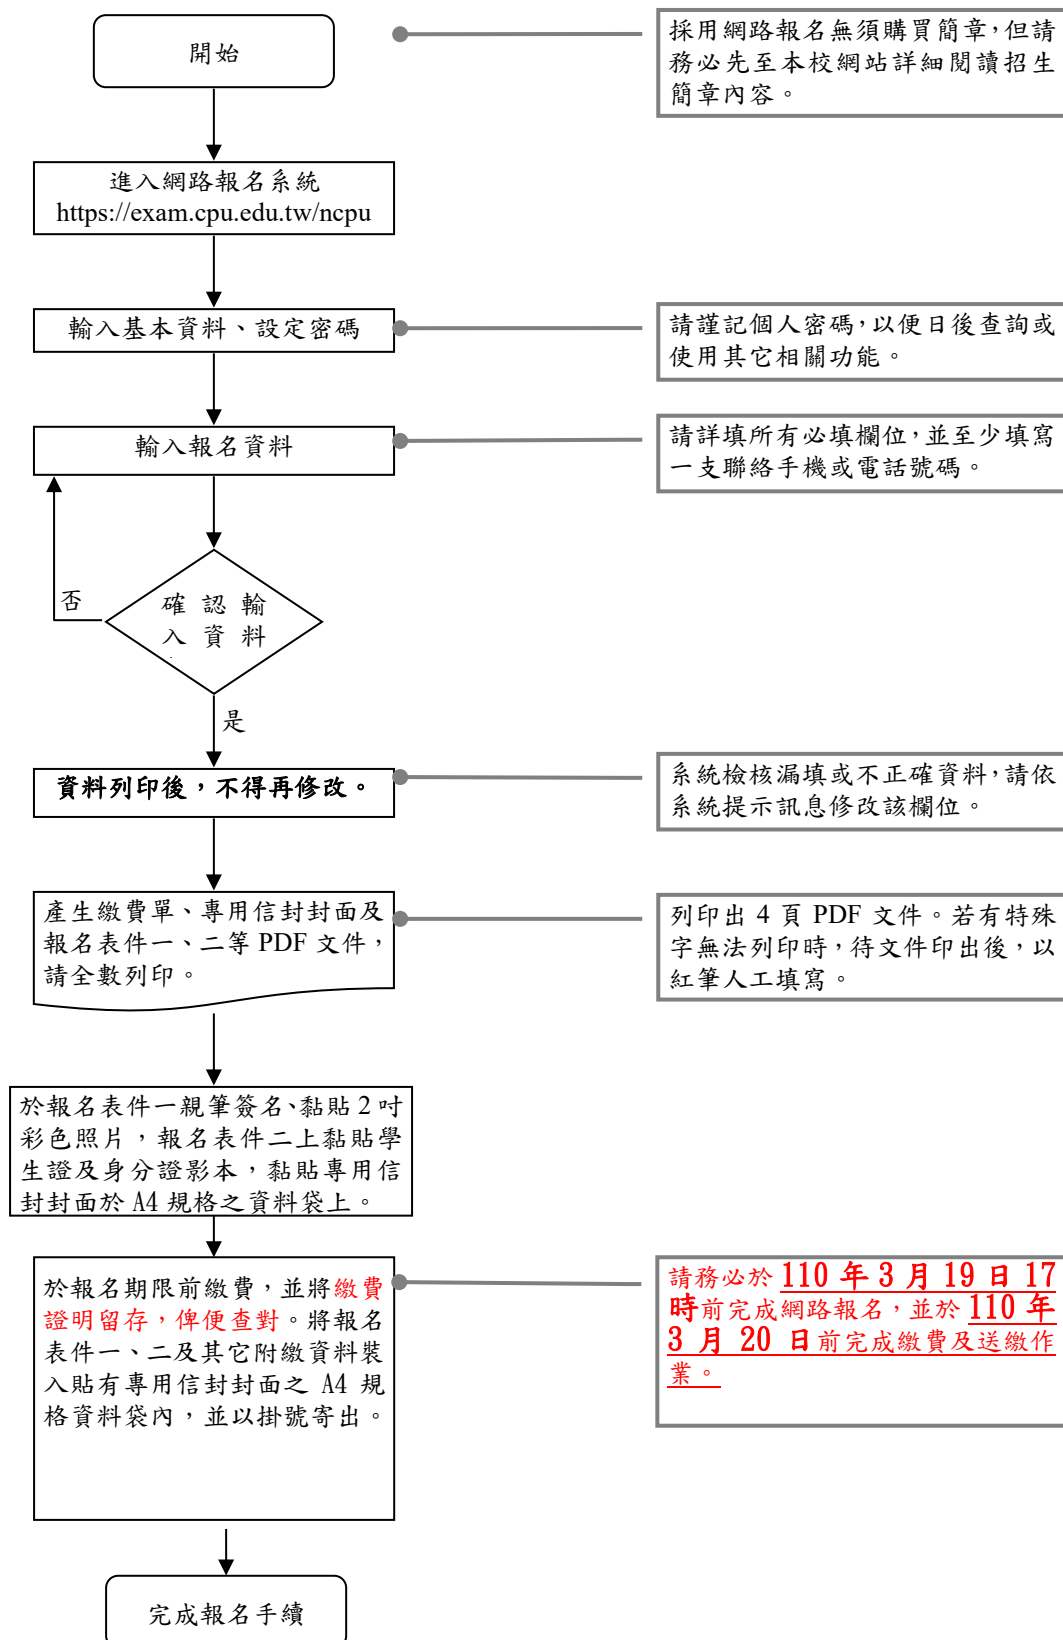 開始
採用網路報名無須購買簡章，但請
務必先至本校網站詳細閱讀招生
簡章內容。
進入網路報名系統
https://exam.cpu.edu.tw/ncpu
輸入基本資料、設定密碼
請謹記個人密碼，以便日後查詢或
使用其它相關功能。
輸入報名資料
請詳填所有必填欄位，並至少填寫
一支聯絡手機或電話號碼。
否
確認輸
入資料
是
資料列印後，不得再修改。
系統檢核漏填或不正確資料，請依
系統提示訊息修改該欄位。
產生繳費單、專用信封封面及
報名表件一、二等 PDF 文件，
請全數列印。
列印出 4 頁 PDF 文件。若有特殊
字無法列印時，待文件印出後，以
紅筆人工填寫。
於報名表件一親筆簽名、黏貼 2 吋
彩色照片，報名表件二上黏貼學
生證及身分證影本，黏貼專用信
封封面於 A4 規格之資料袋上。
於報名期限前繳費，並將繳費
證明留存，俾便查對。將報名
表件一、二及其它附繳資料裝
入貼有專用信封封面之 A4 規
格資料袋內，並以掛號寄出。
請務必於 110 年 3 月 19 日 17
時前完成網路報名，並於 110 年
3 月 20 日前完成繳費及送繳作
業。
完成報名手續